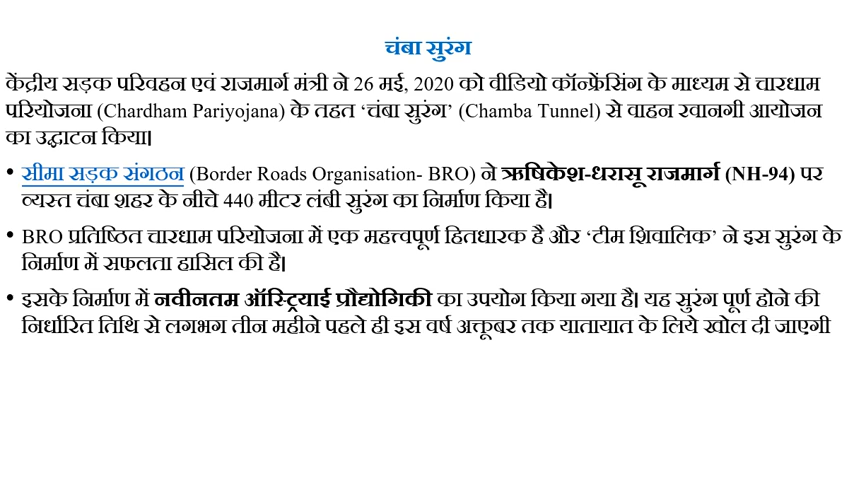 चंबा सुरंग
केंद्रीय सड़क परिवहन एवं राजमार्ग मंत्री ने 26 मई, 2020 को वीडियो कॉन्फ्रेंसिंग के माध्यम से चारधाम
परियोजना (Chardham Pariyojana) के तहत ‘चंबा सुरंग’ (Chamba Tunnel) से वाहन रवानगी आयोजन
का उद्घाटन किया।
• सीमा सड़क संगठन (Border Roads Organisation- BRO) ने ऋषिकेश-धरासू राजमार्ग (NH-94) पर
व्यस्त चंबा शहर के नीचे 440 मीटर लंबी सुरंग का निर्माण किया है।
• BRO प्रतिष्ठित चारधाम परियोजना में एक महत्त्वपूर्ण हितधारक है और ‘टीम शिवालिक’ ने इस सुरंग के
निर्माण में सफलता हासिल की है।
• इसके निर्माण में नवीनतम ऑस्ट्रियाई प्रौद्योगिकी का उपयोग किया गया है। यह सुरंग पूर्ण होने की
निर्धारित तिथि से लगभग तीन महीने पहले ही इस वर्ष अक्तूबर तक यातायात के लिये खोल दी जाएगी